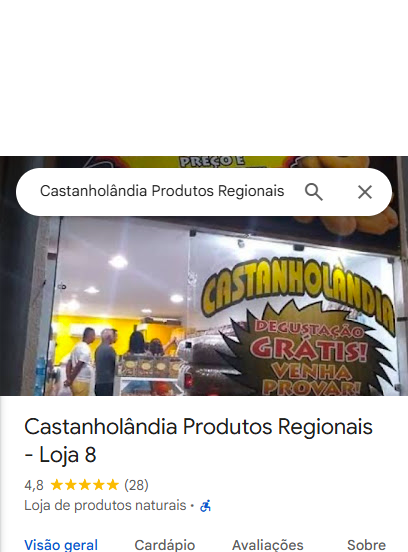 PREÇO E
Castanholândia Produtos Regionais
CASTANHOLÂNDIA
DEGUSTAÇÃO
GRÁTIS!
VENHA
PROVAR!
Castanholândia Produtos Regionais
- Loja 8
4,8 (28)
Loja de produtos naturais ·
Visão geral Cardápio Avaliações Sobre